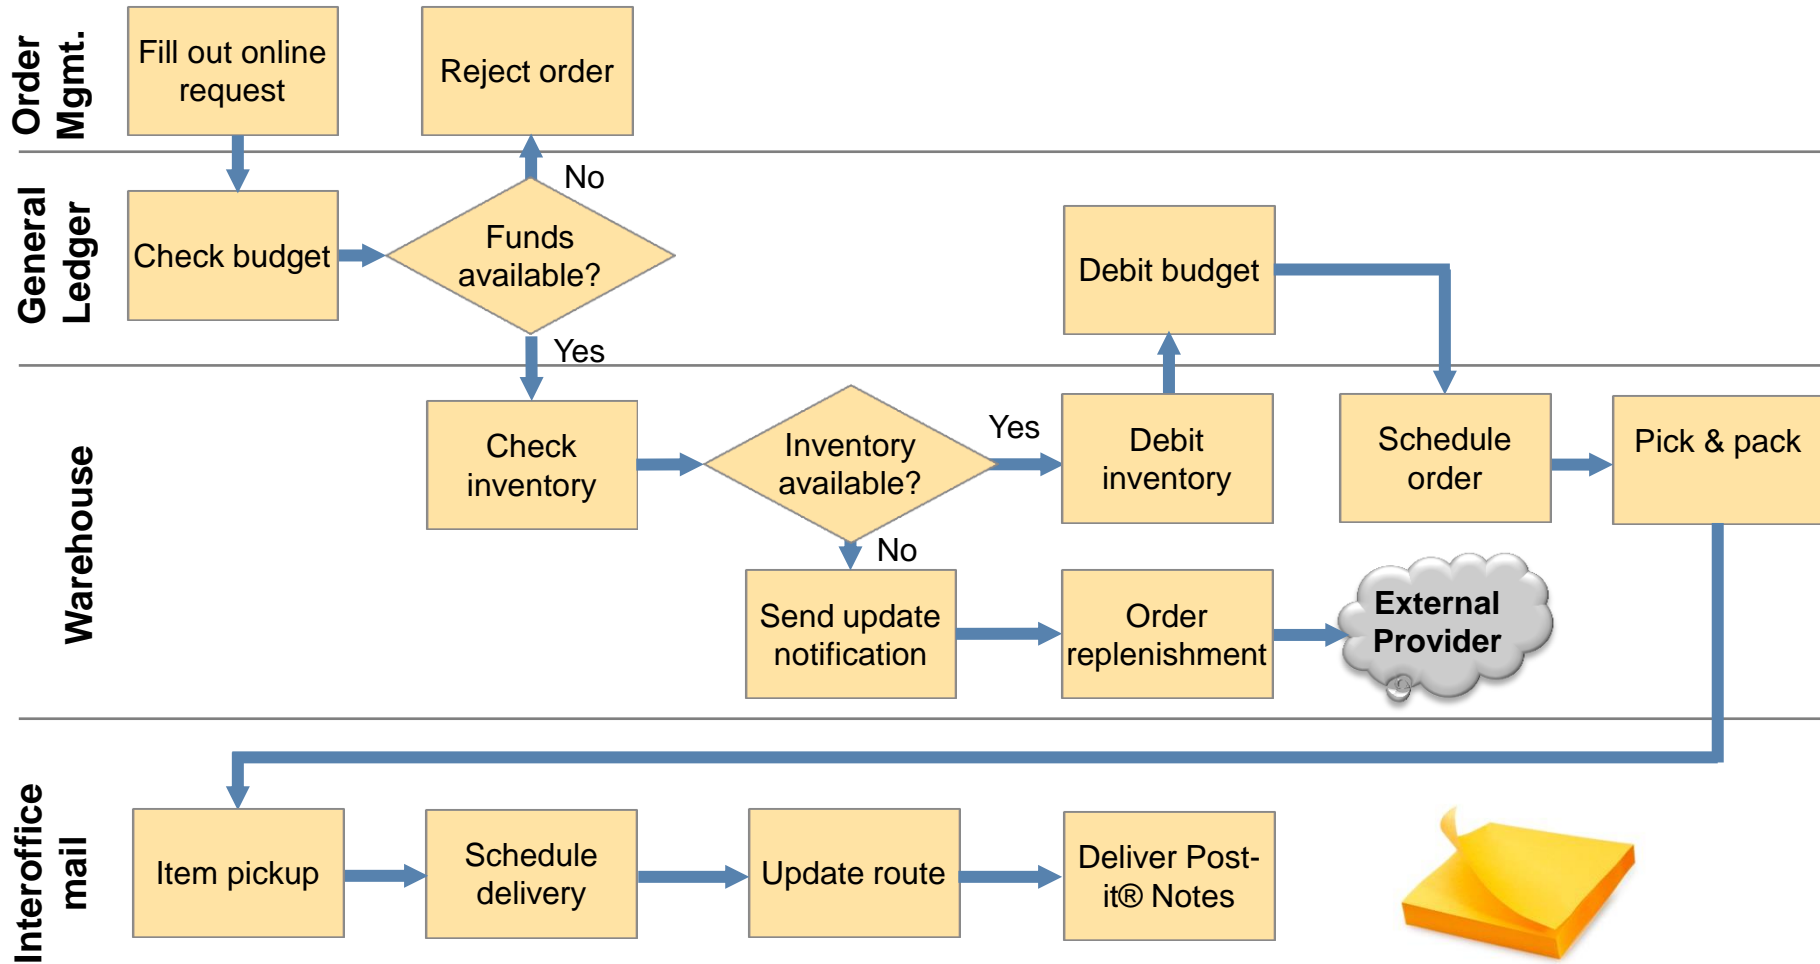 Order
Mgmt.
Fill out online
request
Reject order
No
General
Ledger
Check budget
Funds
available?
Debit budget
Yes
Warehouse
Check
inventory
Inventory
available?
Yes
Debit
inventory
Schedule
order
Pick & pack
No
Send update
notification
Order
replenishment
External
Provider
Interoffice
mail
Item pickup
Schedule
delivery
Update route
Deliver Post-
it® Notes